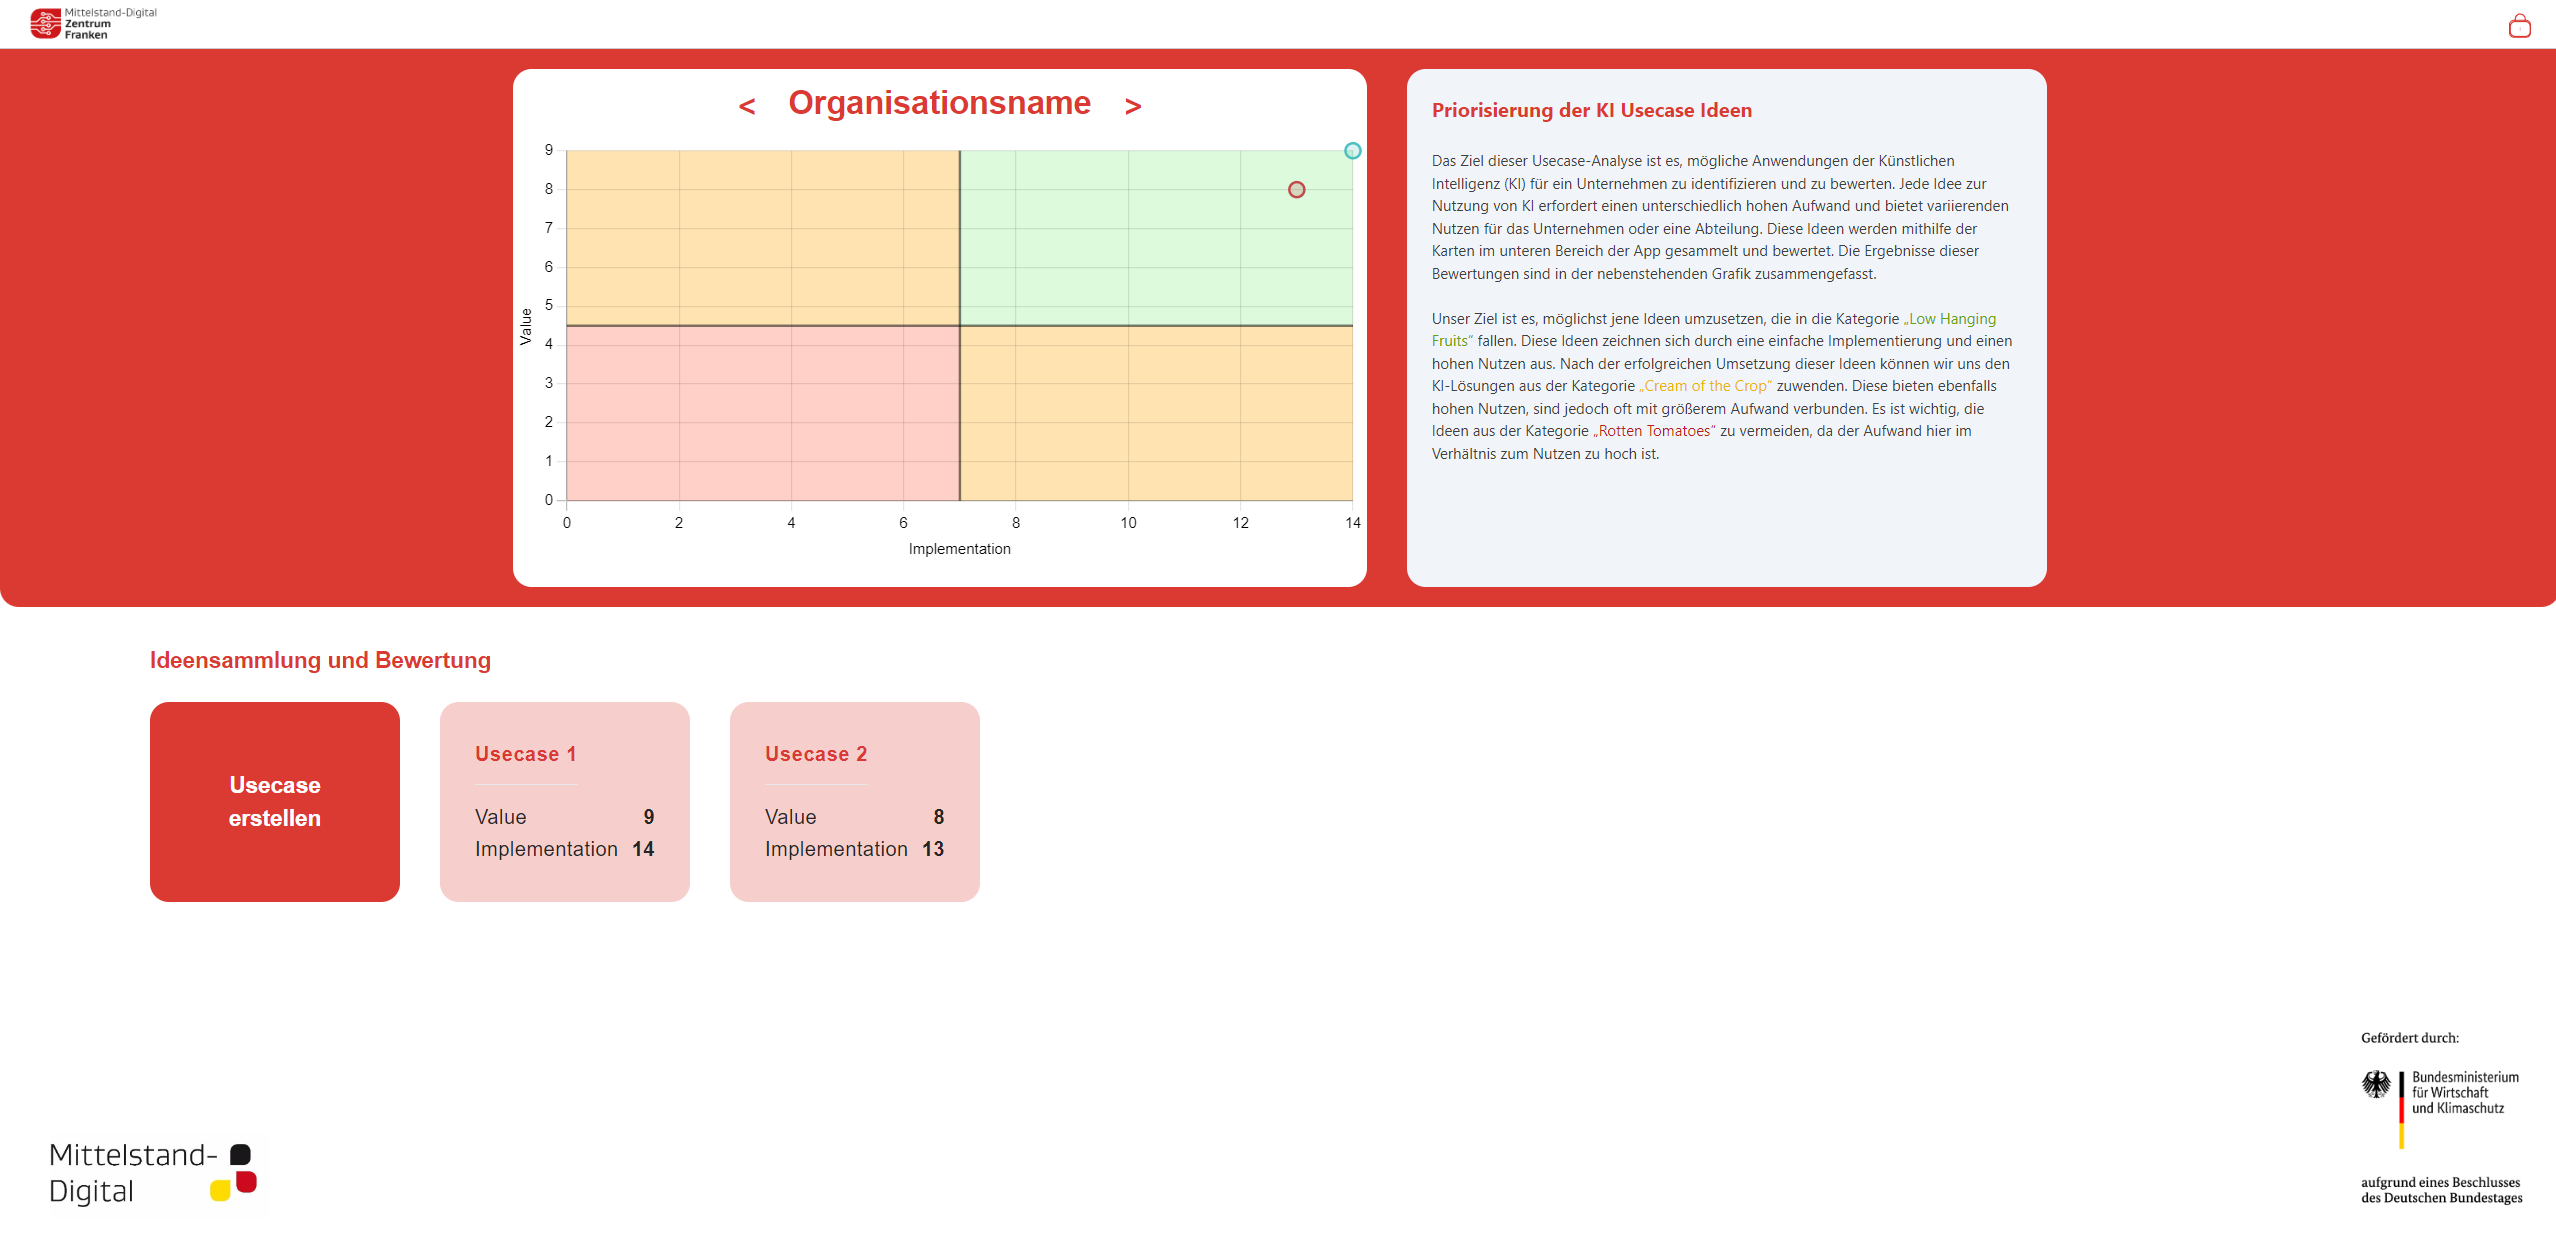 Mittelstand-Digital
Zentrum
Franken
< Organisationsname >
9
8
7
6
5
4
3
2
1
0
Value
0 2 4 6 8 10 12 14
Implementation
Priorisierung der KI Usecase Ideen
Das Ziel dieser Usecase-Analyse ist es, mögliche Anwendungen der Künstlichen
Intelligenz (KI) für ein Unternehmen zu identifizieren und zu bewerten. Jede Idee zur
Nutzung von KI erfordert einen unterschiedlich hohen Aufwand und bietet variierenden
Nutzen für das Unternehmen oder eine Abteilung. Diese Ideen werden mithilfe der
Karten im unteren Bereich der App gesammelt und bewertet. Die Ergebnisse dieser
Bewertungen sind in der nebenstehenden Grafik zusammengefasst.
Unser Ziel ist es, möglichst jene Ideen umzusetzen, die in die Kategorie „Low Hanging
Fruits“ fallen. Diese Ideen zeichnen sich durch eine einfache Implementierung und einen
hohen Nutzen aus. Nach der erfolgreichen Umsetzung dieser Ideen können wir uns den
KI-Lösungen aus der Kategorie „Cream of the Crop“ zuwenden. Diese bieten ebenfalls
hohen Nutzen, sind jedoch oft mit größerem Aufwand verbunden. Es ist wichtig, die
Ideen aus der Kategorie „Rotten Tomatoes“ zu vermeiden, da der Aufwand hier im
Verhältnis zum Nutzen zu hoch ist.
Ideensammlung und Bewertung
Usecase
erstellen
Usecase 1
Value 9
Implementation 14
Usecase 2
Value 8
Implementation 13
Mittelstand-
Digital
Gefördert durch:
Bundesministerium
für Wirtschaft
und Klimaschutz
aufgrund eines Beschlusses
des Deutschen Bundestages